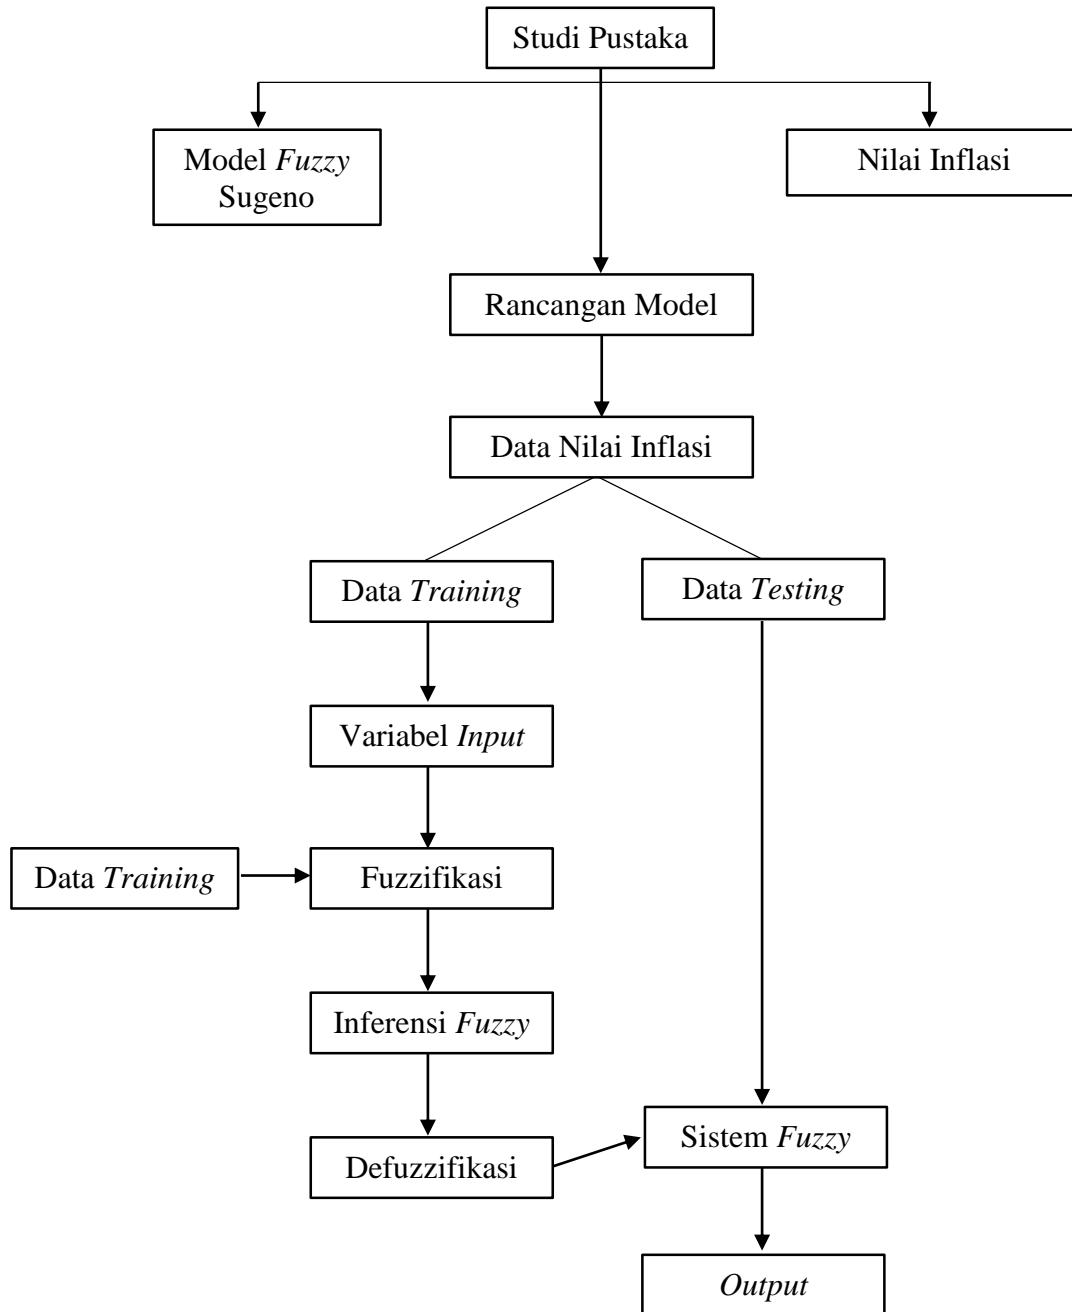 Studi Pustaka
Model Fuzzy
Sugeno
Nilai Inflasi
Rancangan Model
Data Nilai Inflasi
Data Training
Data Testing
Variabel Input
Data Training
Fuzzifikasi
Inferensi Fuzzy
Sistem Fuzzy
Defuzzifikasi
Output